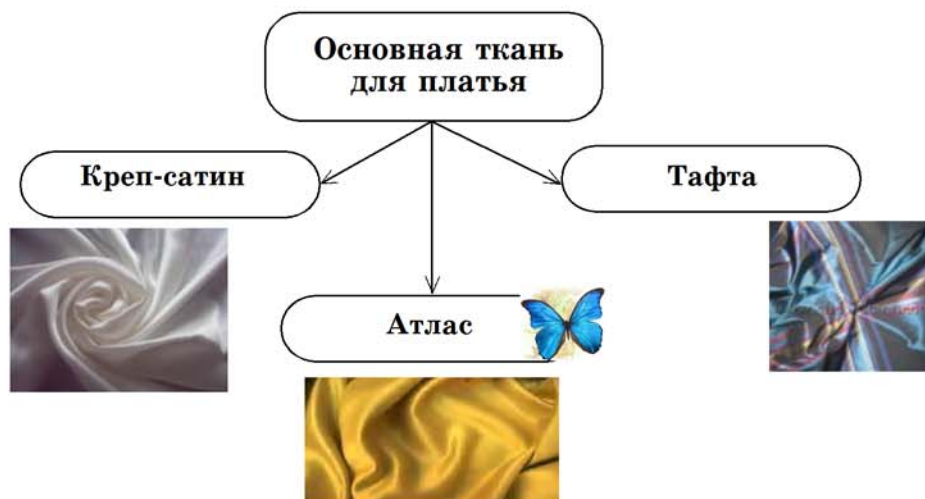 Основная ткань
для платья
Креп-сатин
Тафта
Атлас